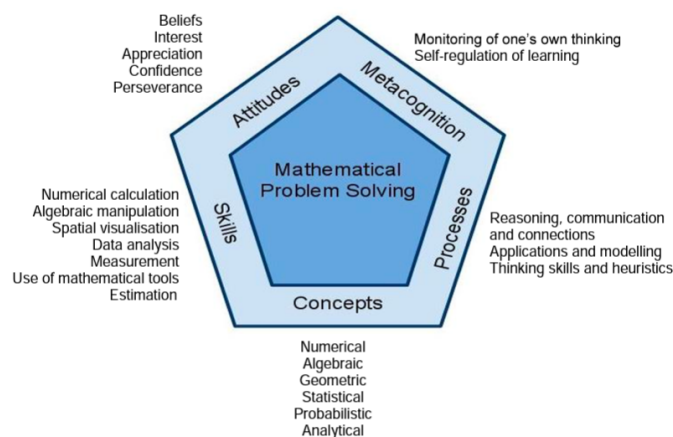 Beliefs
Interest
Appreciation
Confidence
Perseverance
Monitoring of one's own thinking
Self-regulation of learning
Attitudes
Metacognition
Mathematical
Problem Solving
Numerical calculation
Algebraic manipulation
Spatial visualisation
Data analysis
Measurement
Use of mathematical tools
Estimation
Skills
Processes
Reasoning, communication
and connections
Applications and modelling
Thinking skills and heuristics
Concepts
Numerical
Algebraic
Geometric
Statistical
Probabilistic
Analytical